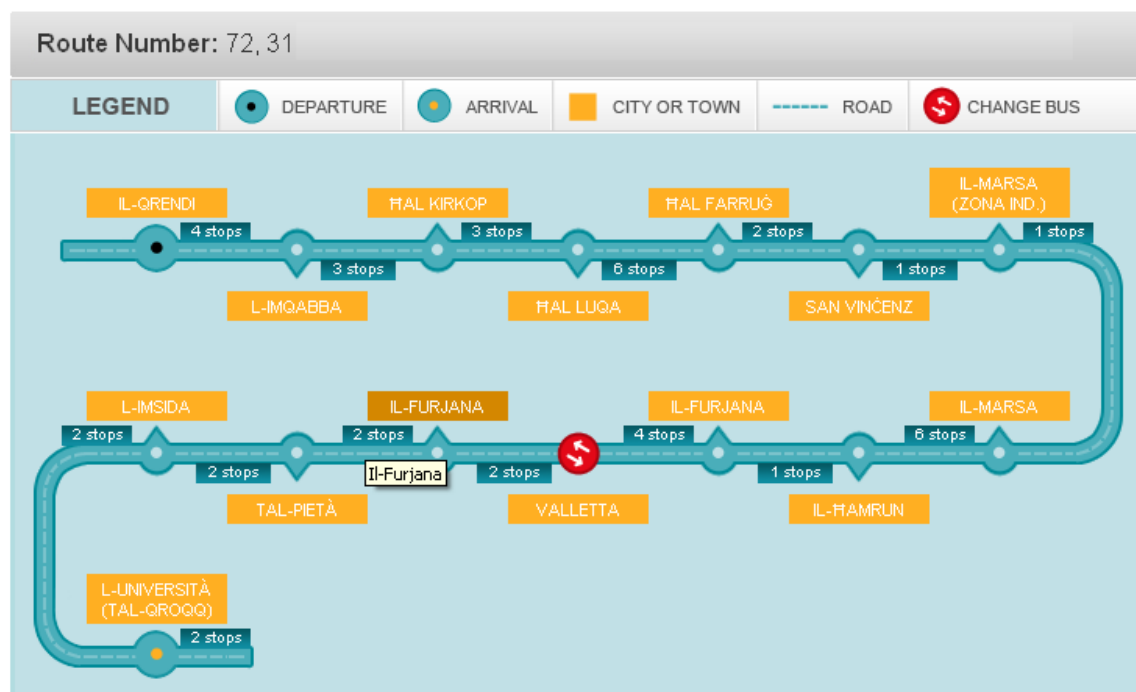 Route Number: 72, 31
LEGEND
DEPARTURE
ARRIVAL
CITY OR TOWN
ROAD
CHANGE BUS
IL-QRENDI
4 stops
L-IMQABBA
3 stops
ĦAL KIRKOP
3 stops
ĦAL LUQA
6 stops
ĦAL FARRUĠ
2 stops
SAN VINĊENZ
1 stops
IL-MARSA
(ZONA IND.)
1 stops
IL-MARSA
6 stops
IL-ĦAMRUN
1 stops
IL-FURJANA
4 stops
VALLETTA
2 stops
IL-FURJANA
Il-Furjana
2 stops
TAL-PIETÀ
2 stops
L-IMSIDA
2 stops
L-UNIVERSITÀ
(TAL-QROQQ)
2 stops